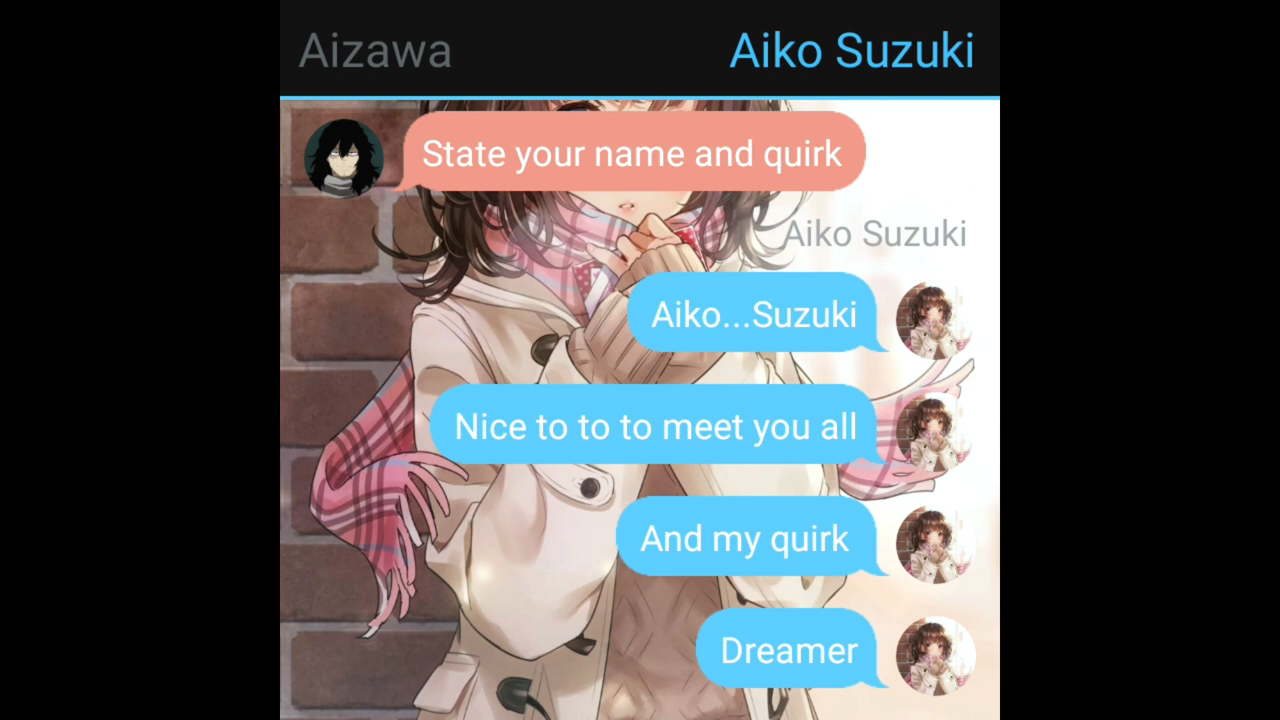 Aizawa
Aiko Suzuki
State your name and quirk
Aiko Suzuki
Aiko...Suzuki
Nice to to to meet you all
And my quirk
Dreamer